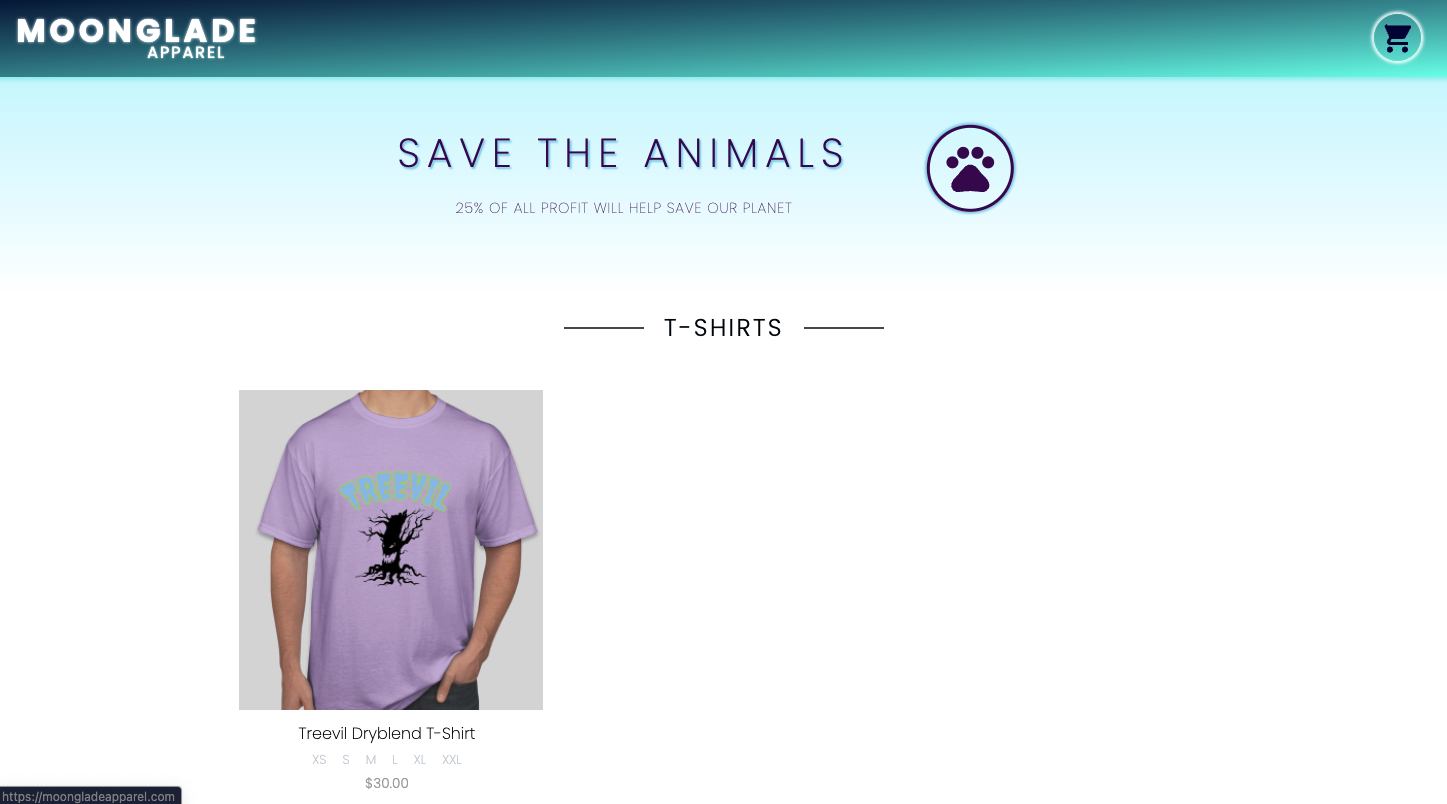 MOONGLADE
APPAREL
SAVE THE ANIMALS
25% OF ALL PROFIT WILL HELP SAVE OUR PLANET
T-SHIRTS
TREEVIL
Treevil Dryblend T-Shirt
XS S M L XL XXL
$30.00
https://moongladeapparel.com